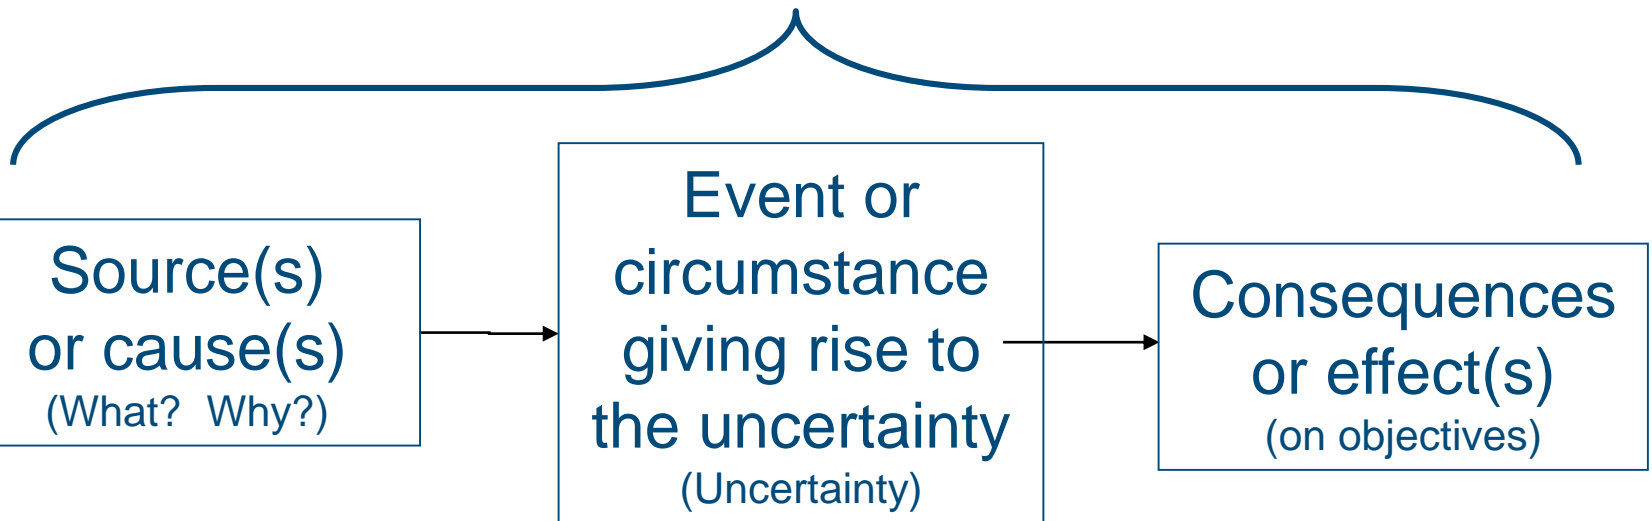 Source(s)
or cause(s)
(What?  Why?)
Event or
circumstance
giving rise to
the uncertainty
(Uncertainty)
Consequences
or effect(s)
(on objectives)